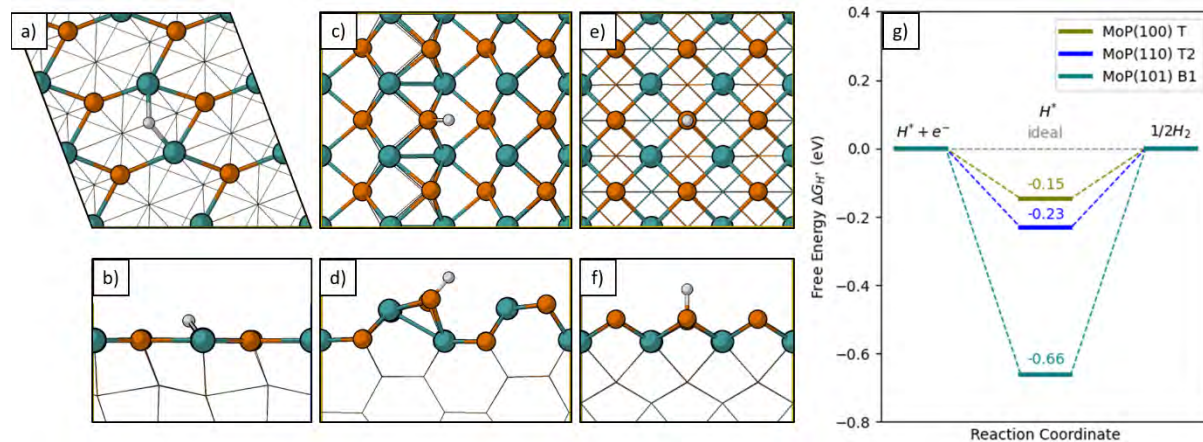 a)
c)
e)
b)
d)
f)
g)
MoP(100) T
MoP(110) T2
MoP(101) B1
H* + e⁻
H*
ideal
1/2H₂
-0.15
-0.23
-0.66
0.4
0.2
0.0
−0.2
−0.4
−0.6
−0.8
Free Energy ΔG_H* (eV)
Reaction Coordinate